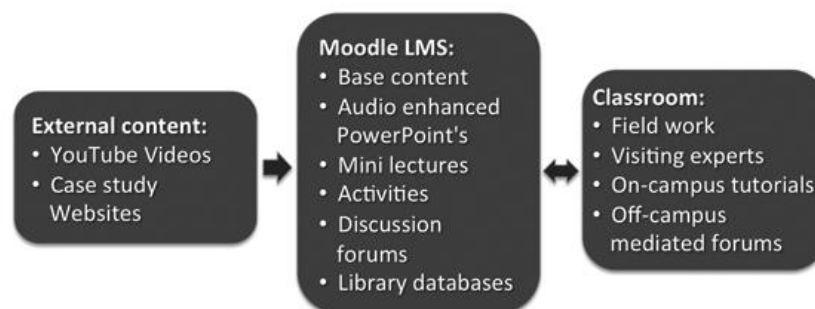 External content:
• YouTube Videos
• Case study
Websites
Moodle LMS:
• Base content
• Audio enhanced
PowerPoint's
• Mini lectures
• Activities
• Discussion
forums
• Library databases
Classroom:
• Field work
• Visiting experts
• On-campus tutorials
• Off-campus
mediated forums